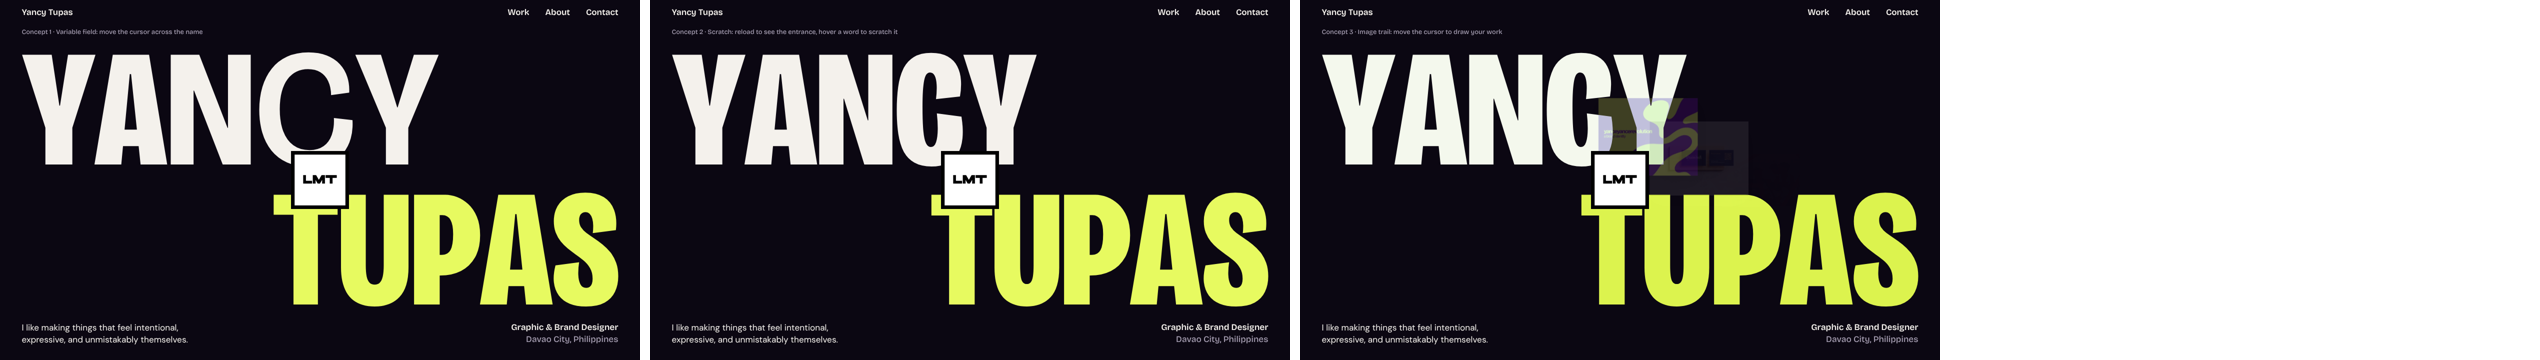 Yancy Tupas Work About Contact
Concept 1 · Variable field: move the cursor across the name
YANCY
LMT
TUPAS
I like making things that feel intentional,
expressive, and unmistakably themselves.
Graphic & Brand Designer
Davao City, Philippines
Yancy Tupas Work About Contact
Concept 2 · Scratch: reload to see the entrance, hover a word to scratch it
YANCY
LMT
TUPAS
I like making things that feel intentional,
expressive, and unmistakably themselves.
Graphic & Brand Designer
Davao City, Philippines
Yancy Tupas Work About Contact
Concept 3 · Image trail: move the cursor to draw your work
YANCY
LMT
TUPAS
I like making things that feel intentional,
expressive, and unmistakably themselves.
Graphic & Brand Designer
Davao City, Philippines